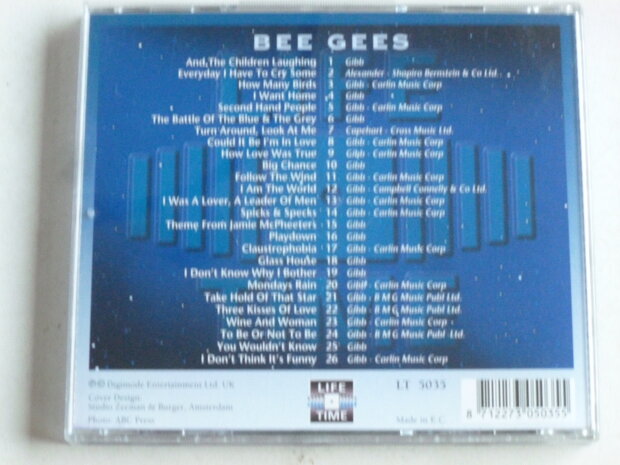 BEE GEES
And,The Children Laughing 1 Gibb
Everyday I Have To Cry Some 2 Alexander - Shapiro Bernstein & Co Ltd.
How Many Birds 3 Gibb - Carlin Music Corp
I Want Home 4 Gibb
Second Hand People 5 Gibb - Carlin Music Corp
The Battle Of The Blue & The Grey 6 Gibb
Turn Around, Look At Me 7 Capehart - Cross Music Ltd.
Could It Be I'm In Love 8 Gibb - Carlin Music Corp
How Love Was True 9 Gibb - Carlin Music Corp
Big Chance 10 Gibb
Follow The Wind 11 Gibb - Carlin Music Corp
I Am The World 12 Gibb - Campbell Connelly & Co Ltd.
I Was A Lover, A Leader Of Men 13 Gibb - Carlin Music Corp
Spicks & Specks 14 Gibb - Carlin Music Corp
Theme From Jamie McPheeters 15 Gibb
Playdown 16 Gibb
Claustrophobia 17 Gibb - Carlin Music Corp
Glass House 18 Gibb
I Don't Know Why I Bother 19 Gibb
Mondays Rain 20 Gibb - Carlin Music Corp
Take Hold Of That Star 21 Gibb - B M G Music Publ Ltd.
Three Kisses Of Love 22 Gibb - B M G Music Publ Ltd.
Wine And Woman 23 Gibb - Carlin Music Corp -
To Be Or Not To Be 24 Gibb - B M G Music Publ Ltd.
You Wouldn't Know 25 Gibb
I Don't Think It's Funny 26 Gibb - Carlin Music Corp
℗© Digimode Entertainment Ltd. UK
Cover Design:
Studio Zeeman & Burger, Amsterdam
Photo: ABC Press
LIFE
TIME
LT 5035
Made in E.C.
8 712273 050355